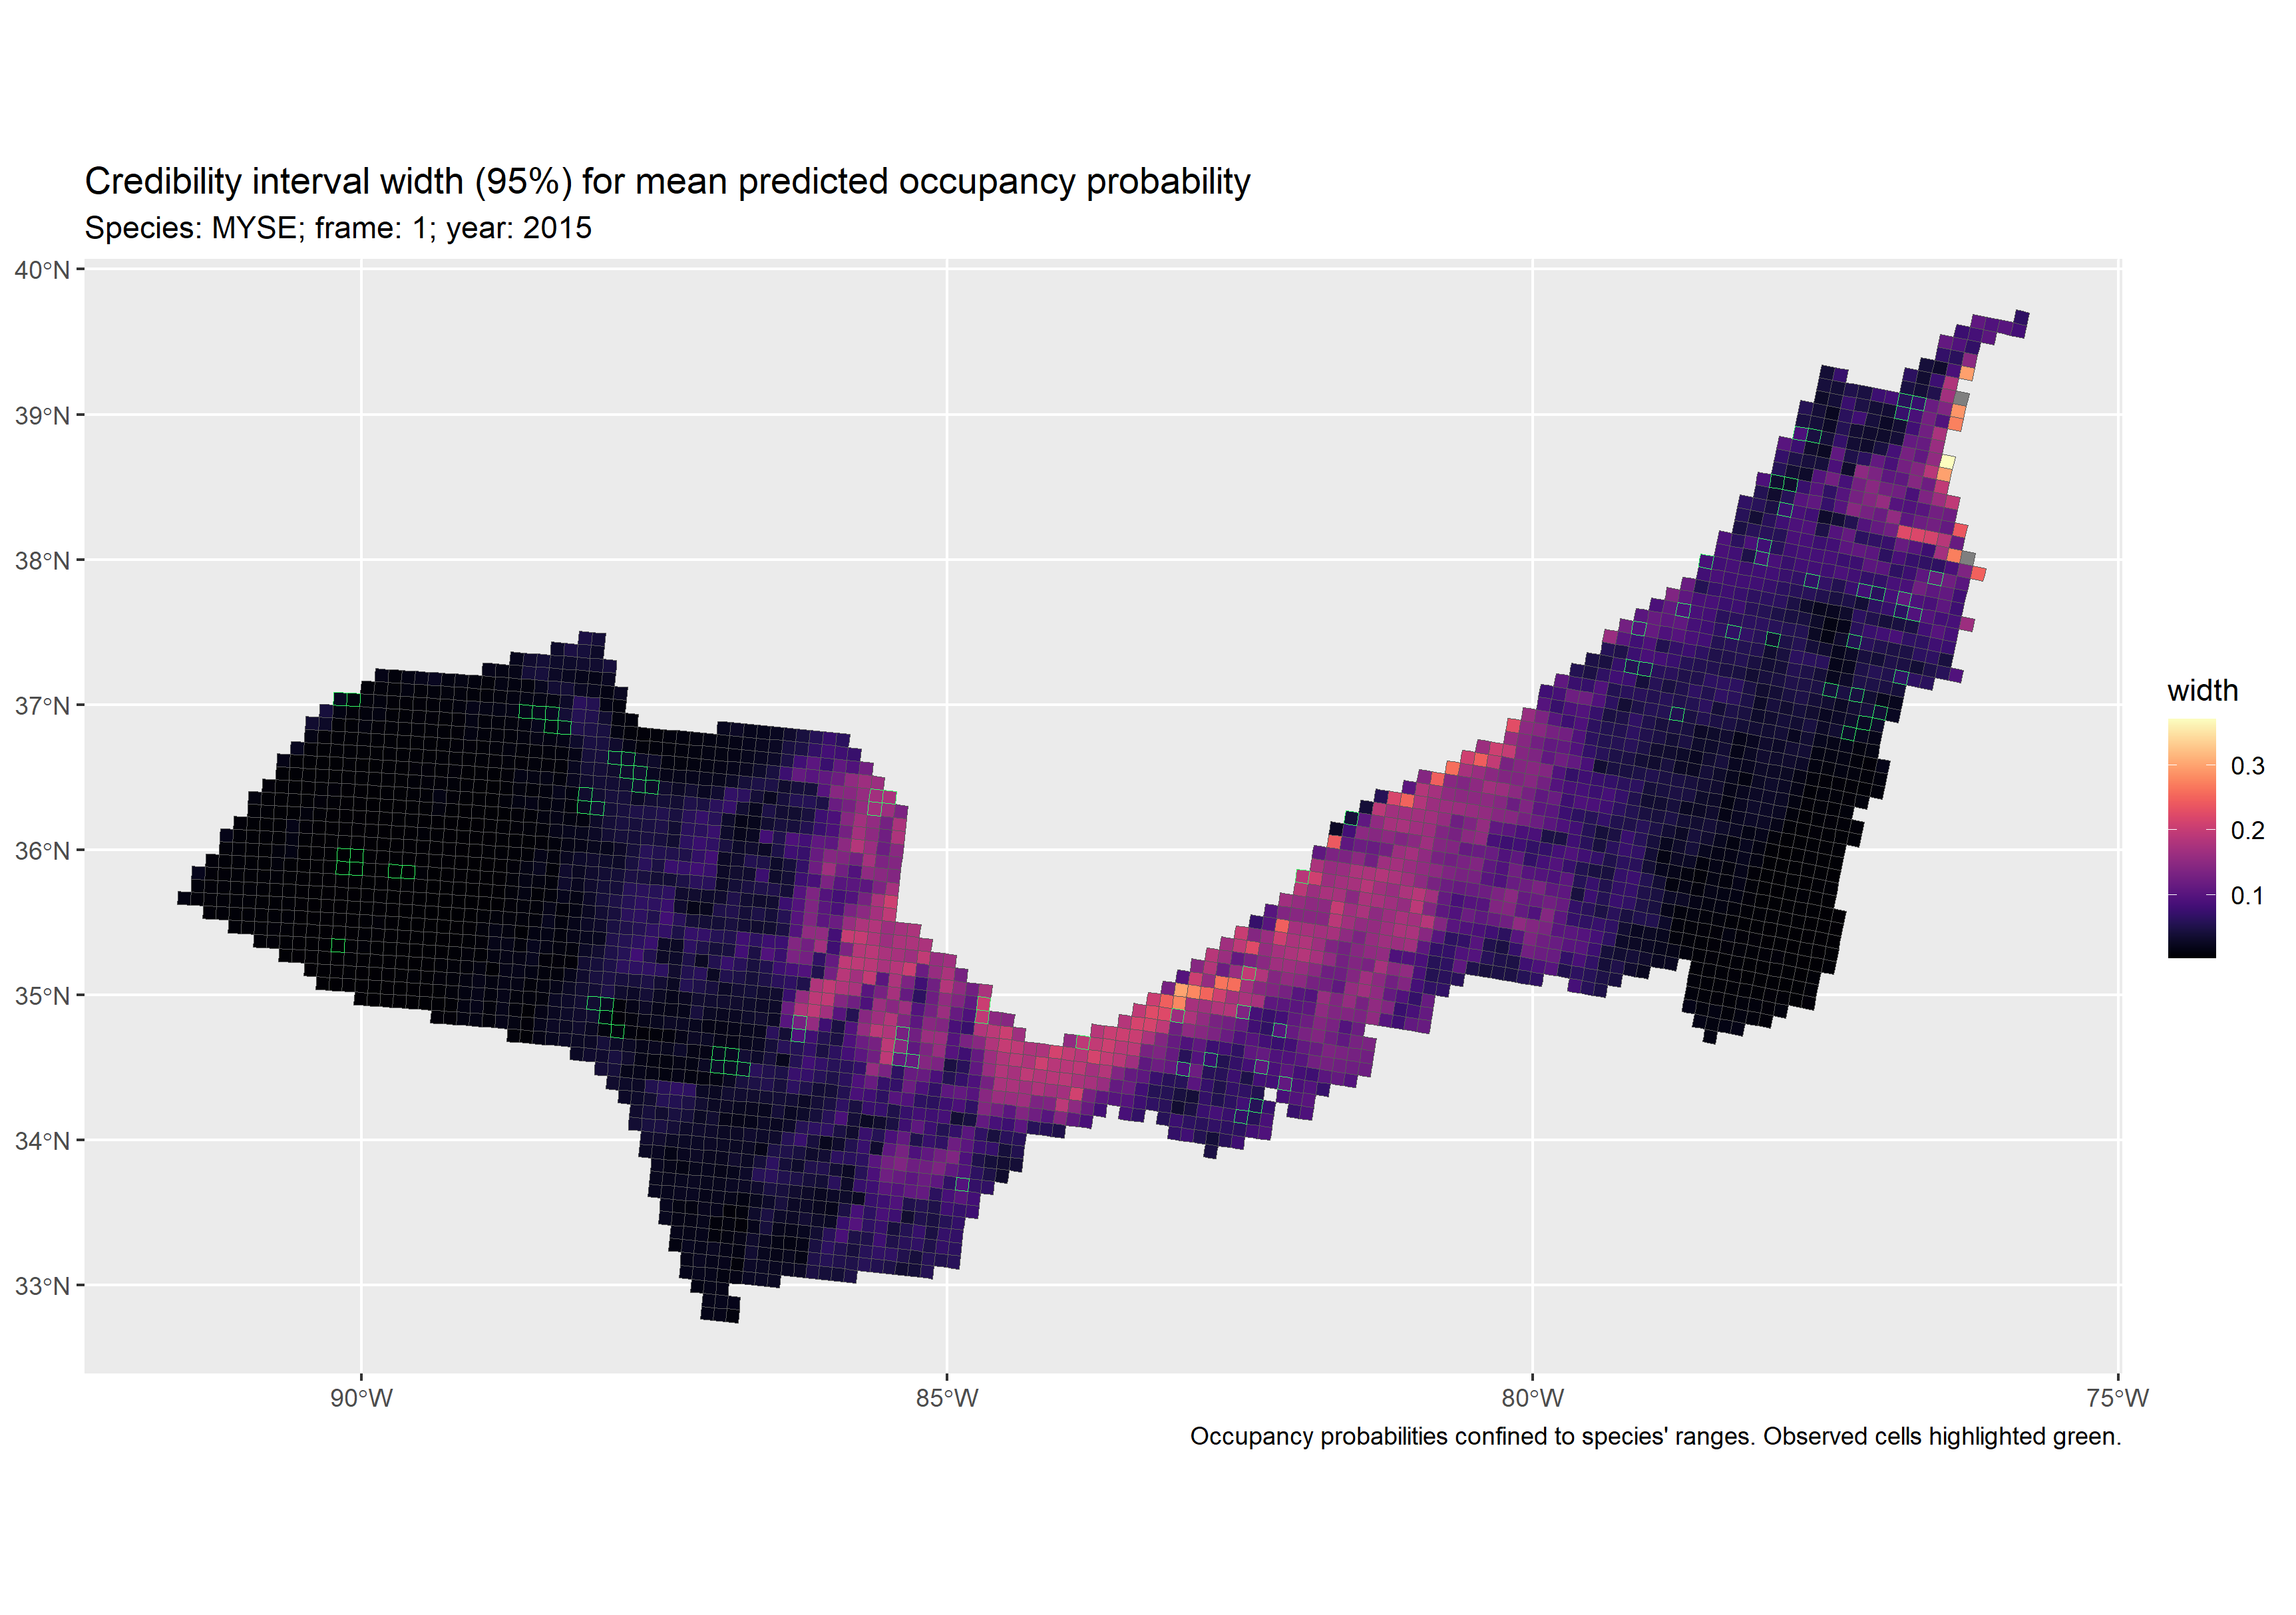 Credibility interval width (95%) for mean predicted occupancy probability
Species: MYSE; frame: 1; year: 2015
40°N
39°N
38°N
37°N
36°N
35°N
34°N
33°N
90°W
85°W
80°W
75°W
width
0.3
0.2
0.1
Occupancy probabilities confined to species' ranges. Observed cells highlighted green.